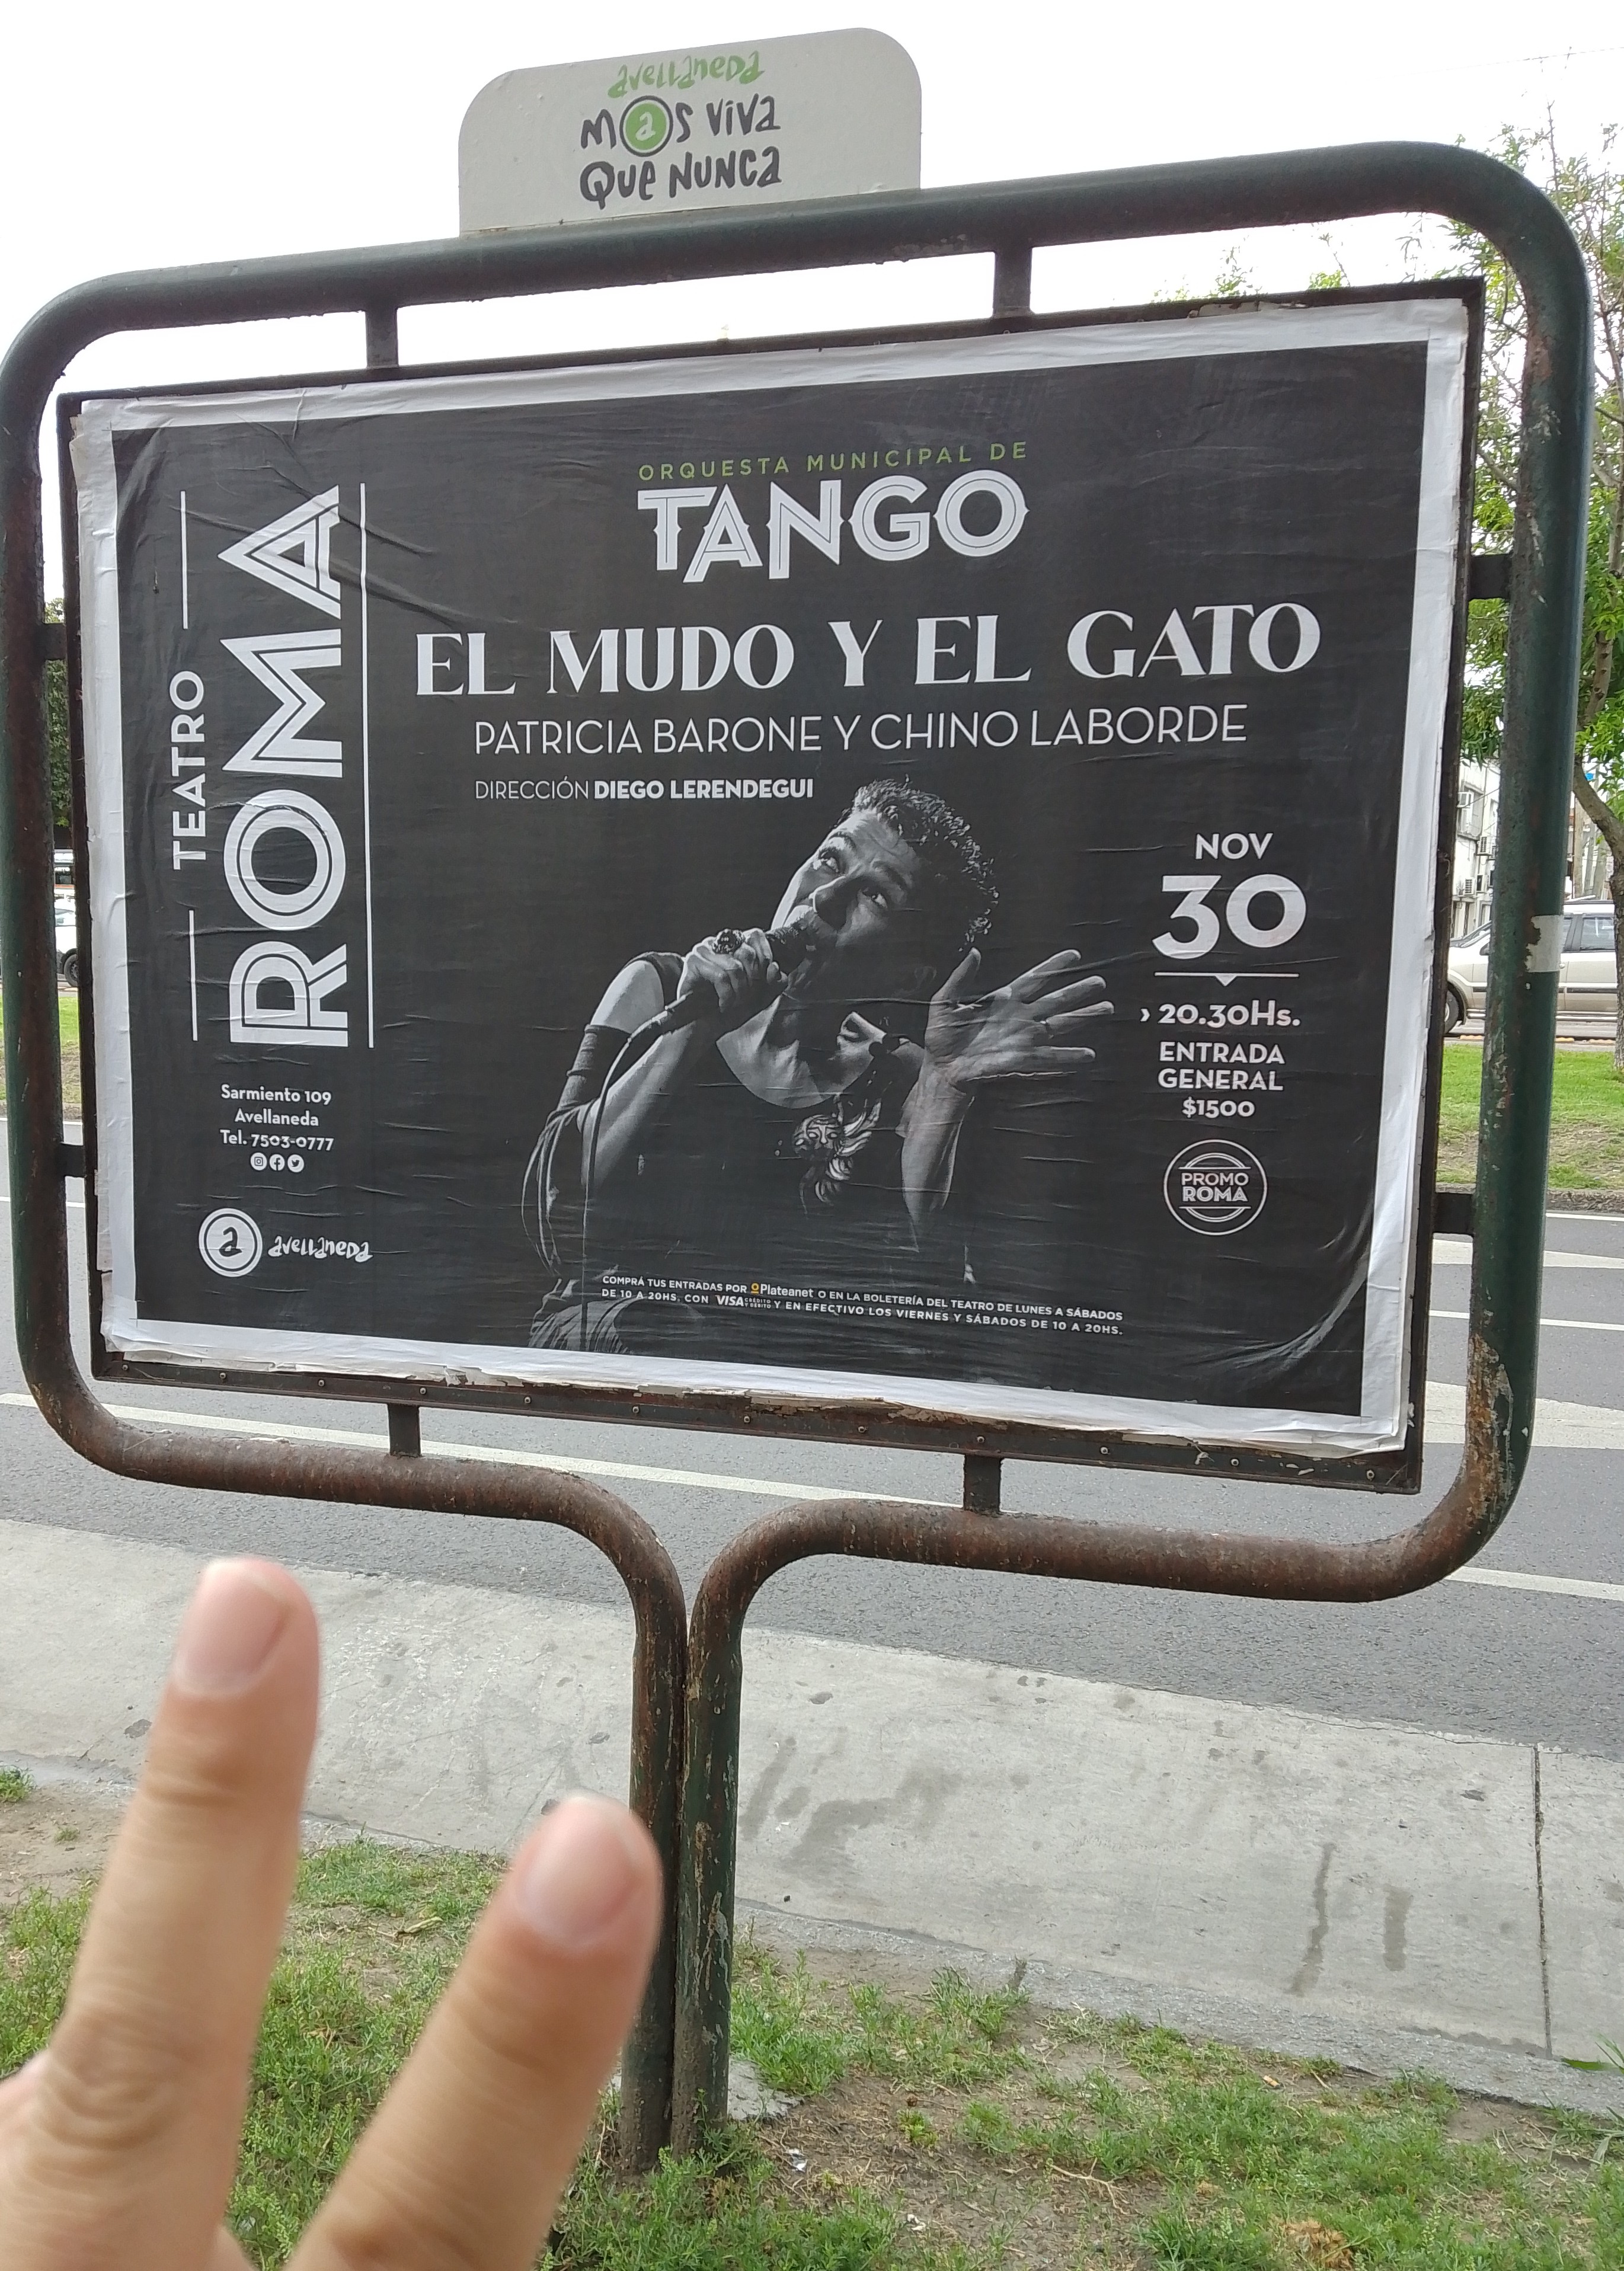 avellaneda
mas viva
que nunca
ORQUESTA MUNICIPAL DE
TANGO
EL MUDO Y EL GATO
PATRICIA BARONE Y CHINO LABORDE
DIRECCIÓN DIEGO LERENDEGUI
TEATRO
ROMA
Sarmiento 109
Avellaneda
Tel. 7503-0777
a avellaneda
NOV
30
› 20.30Hs.
ENTRADA
GENERAL
$1500
PROMO
ROMA
COMPRÁ TUS ENTRADAS POR Plateanet O EN LA BOLETERÍA DEL TEATRO DE LUNES A SÁBADOS
DE 10 A 20HS. CON VISA CRÉDITO Y DÉBITO Y EN EFECTIVO LOS VIERNES Y SÁBADOS DE 10 A 20HS.